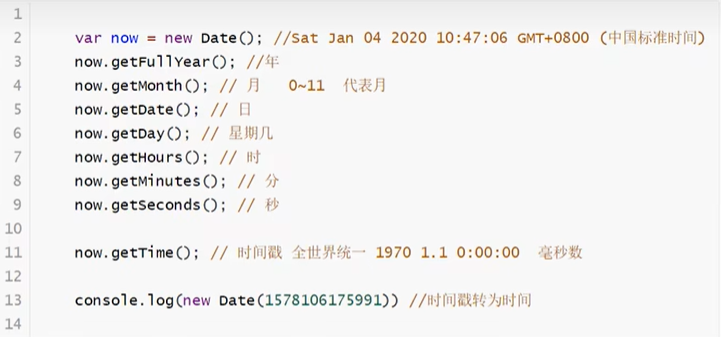 1
2 var now = new Date(); //Sat Jan 04 2020 10:47:06 GMT+0800 (中国标准时间)
3 now.getFullYear(); //年
4 now.getMonth(); // 月 0~11 代表月
5 now.getDate(); // 日
6 now.getDay(); // 星期几
7 now.getHours(); // 时
8 now.getMinutes(); // 分
9 now.getSeconds(); // 秒
10
11 now.getTime(); // 时间戳 全世界统一 1970 1.1 0:00:00 毫秒数
12
13 console.log(new Date(1578106175991)) //时间戳转为时间
14